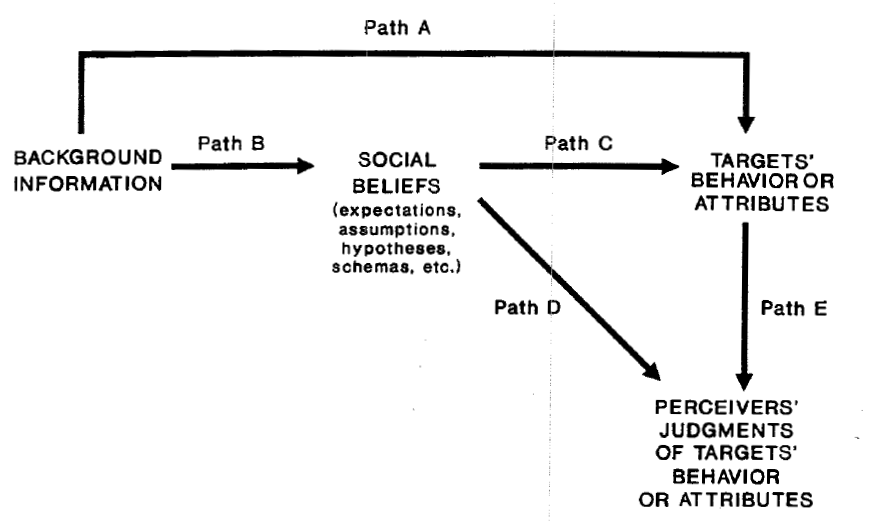 Path A
BACKGROUND
INFORMATION
Path B
SOCIAL
BELIEFS
(expectations,
assumptions,
hypotheses,
schemas, etc.)
Path C
TARGETS'
BEHAVIOR OR
ATTRIBUTES
Path D
Path E
PERCEIVERS'
JUDGMENTS
OF TARGETS'
BEHAVIOR
OR ATTRIBUTES